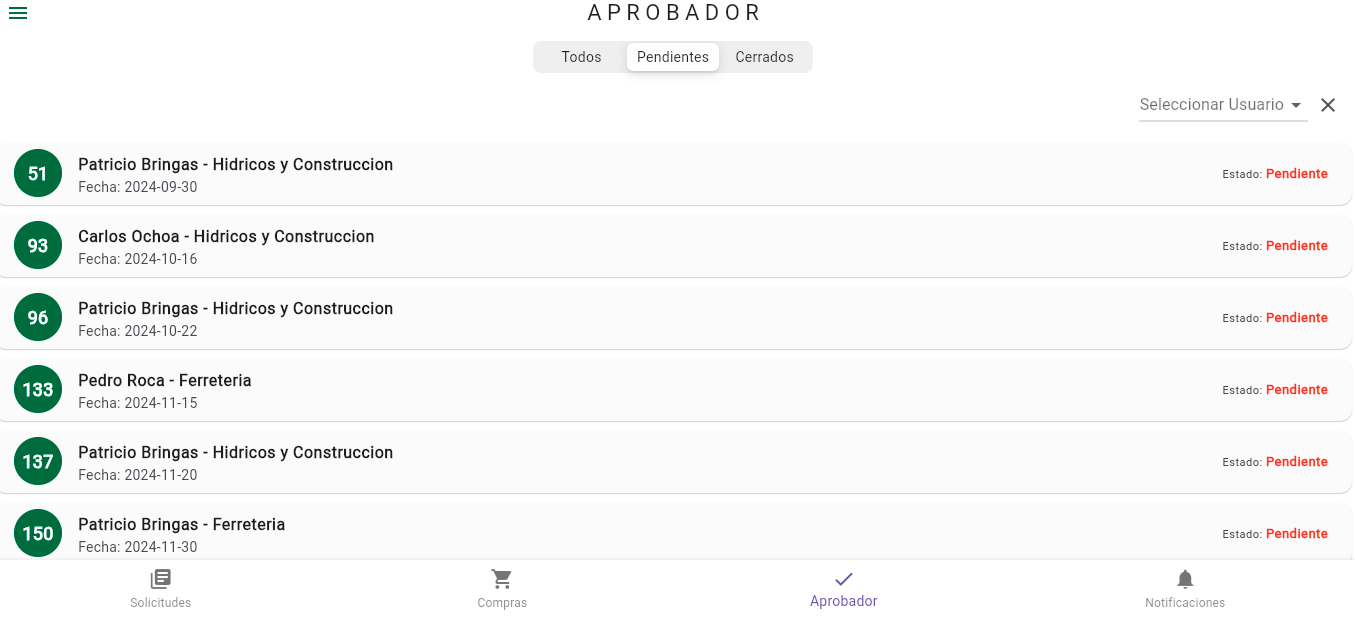 APROBADOR
Todos Pendientes Cerrados
Seleccionar Usuario
51 Patricio Bringas - Hidricos y Construccion
Fecha: 2024-09-30
Estado: Pendiente
93 Carlos Ochoa - Hidricos y Construccion
Fecha: 2024-10-16
Estado: Pendiente
96 Patricio Bringas - Hidricos y Construccion
Fecha: 2024-10-22
Estado: Pendiente
133 Pedro Roca - Ferreteria
Fecha: 2024-11-15
Estado: Pendiente
137 Patricio Bringas - Hidricos y Construccion
Fecha: 2024-11-20
Estado: Pendiente
150 Patricio Bringas - Ferreteria
Fecha: 2024-11-30
Estado: Pendiente
Solicitudes Compras Aprobador Notificaciones